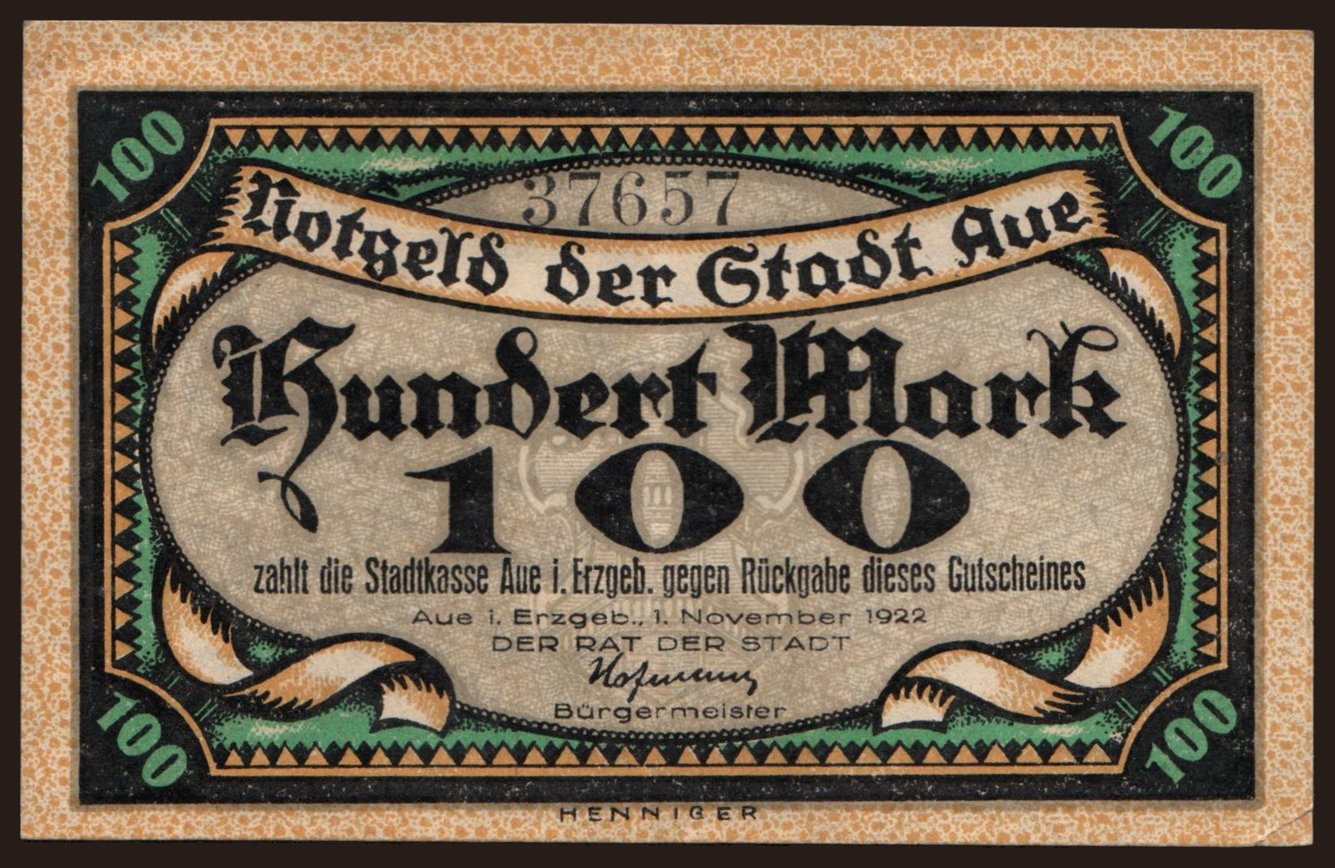 100
100
37657
Notgeld der Stadt Aue
Hundert Mark
100
zahlt die Stadtkasse Aue i. Erzgeb. gegen Rückgabe dieses Gutscheines
Aue i. Erzgeb., 1. November 1922
DER RAT DER STADT
Hofmann
Bürgermeister
100
100
HENNIGER